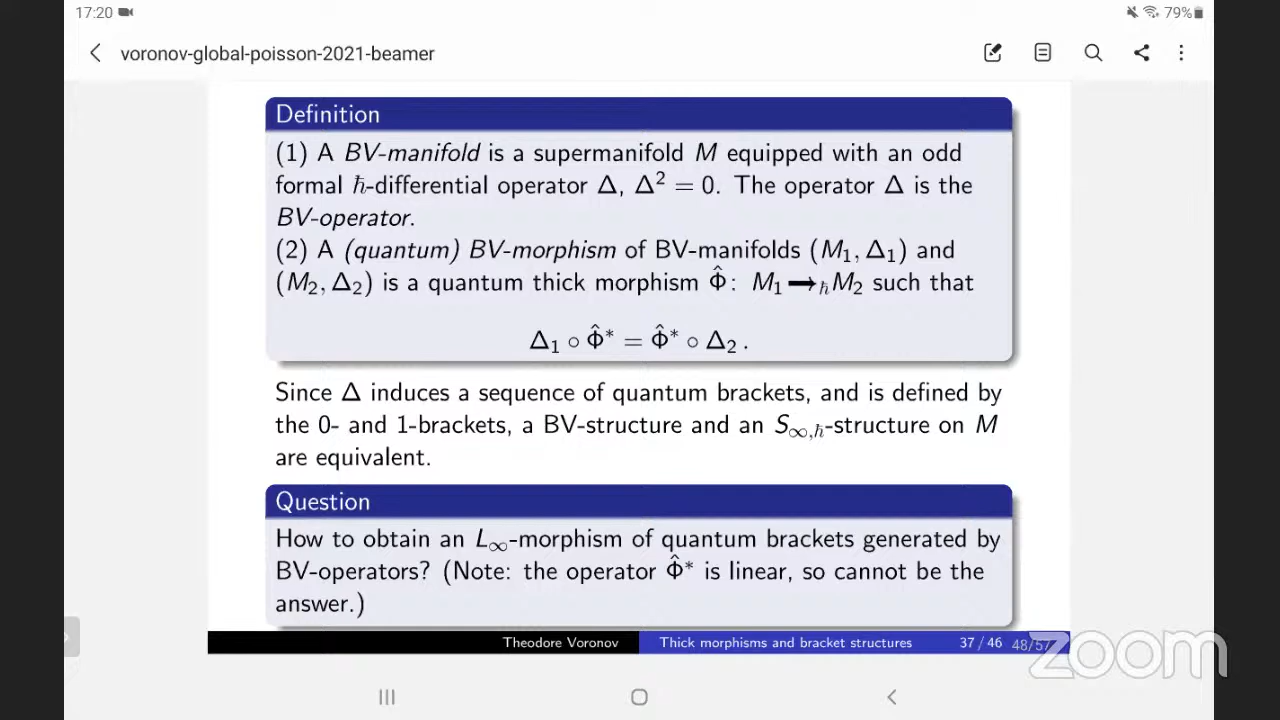 17:20 79%
voronov-global-poisson-2021-beamer
Definition
(1) A BV-manifold is a supermanifold M equipped with an odd
formal ℏ-differential operator Δ, Δ² = 0. The operator Δ is the
BV-operator.
(2) A (quantum) BV-morphism of BV-manifolds (M₁, Δ₁) and
(M₂, Δ₂) is a quantum thick morphism Φ̂: M₁ ➞ℏ M₂ such that
Δ₁ ∘ Φ̂* = Φ̂* ∘ Δ₂ .
Since Δ induces a sequence of quantum brackets, and is defined by
the 0- and 1-brackets, a BV-structure and an S∞,ℏ-structure on M
are equivalent.
Question
How to obtain an L∞-morphism of quantum brackets generated by
BV-operators? (Note: the operator Φ̂* is linear, so cannot be the
answer.)
Theodore Voronov Thick morphisms and bracket structures 37 / 46 48/57
zoom